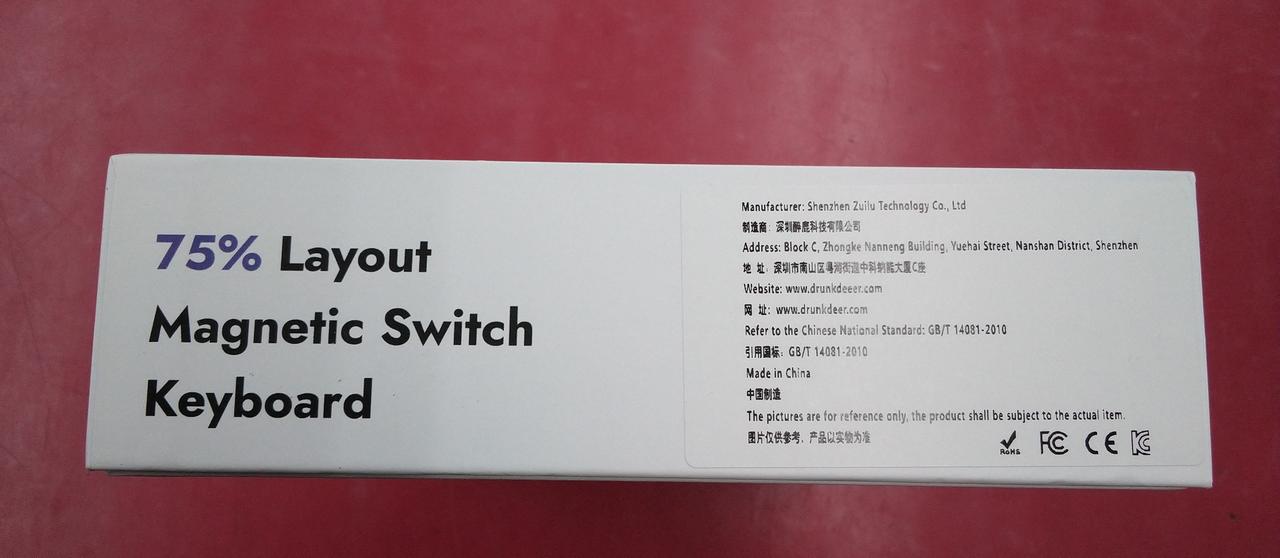 75% Layout
Magnetic Switch
Keyboard
Manufacturer: Shenzhen Zuilu Technology Co., Ltd
制造商：深圳醉鹿科技有限公司
Address: Block C, Zhongke Nanneng Building, Yuehai Street, Nanshan District, Shenzhen
地 址：深圳市南山区粤海街道中科纳能大厦C座
Website: www.drunkdeeer.com
网 址：www.drunkdeer.com
Refer to the Chinese National Standard: GB/T 14081-2010
引用国标：GB/T 14081-2010
Made in China
中国制造
The pictures are for reference only, the product shall be subject to the actual item.
图片仅供参考，产品以实物为准
RoHS FC CE KC